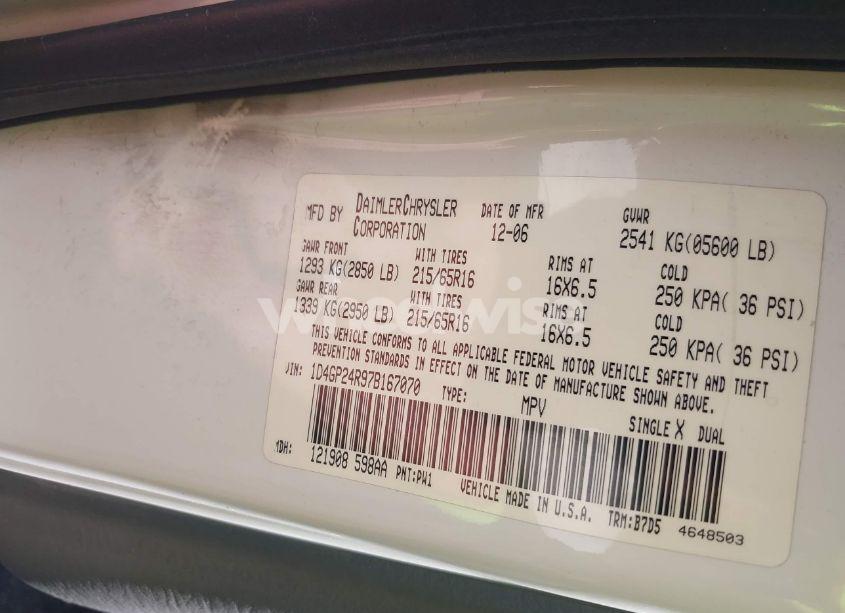 MFD BY DAIMLERCHRYSLER CORPORATION DATE OF MFR 12-06 GVWR 2541 KG(05600 LB)
GAWR FRONT WITH TIRES RIMS AT COLD
1293 KG(2850 LB) 215/65R16 16X6.5 250 KPA( 36 PSI)
GAWR REAR WITH TIRES RIMS AT COLD
1339 KG(2950 LB) 215/65R16 16X6.5 250 KPA( 36 PSI)
THIS VEHICLE CONFORMS TO ALL APPLICABLE FEDERAL MOTOR VEHICLE SAFETY AND THEFT
PREVENTION STANDARDS IN EFFECT ON THE DATE OF MANUFACTURE SHOWN ABOVE.
VIN: 1D4GP24R97B167070 TYPE: MPV SINGLE X DUAL
MDH: 121908 598AA PNT:PW1 VEHICLE MADE IN U.S.A. TRM:B7D5 4648503